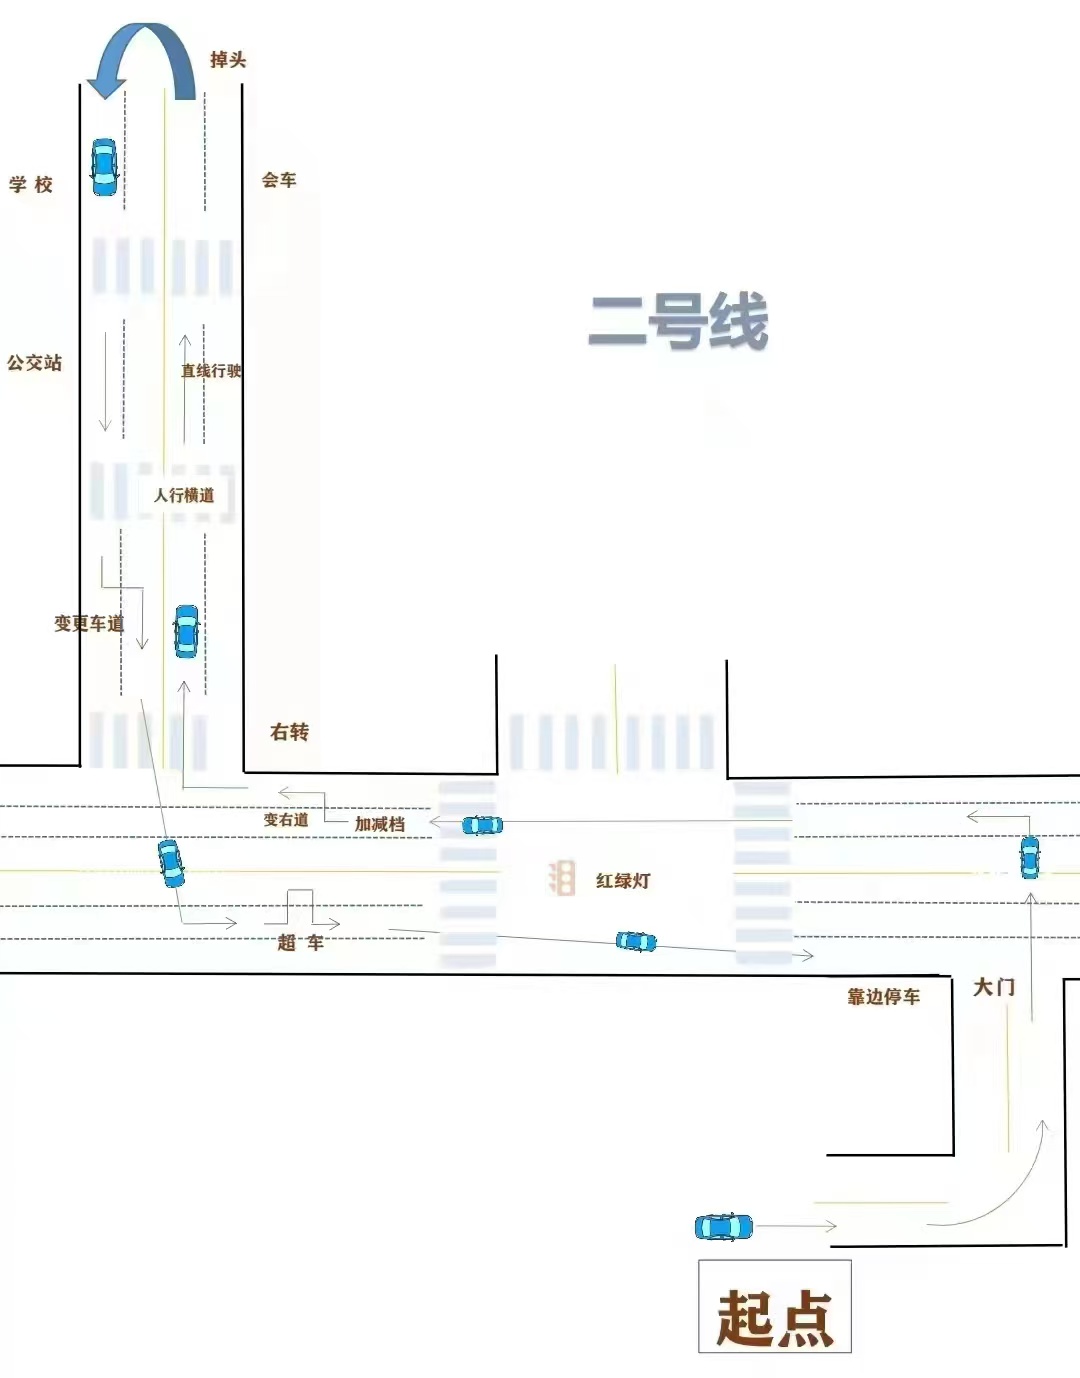 掉头
学 校
会车
二号线
公交站
直线行驶
人行横道
变更车道
右转
变右道
加减档
红绿灯
超 车
大门
靠边停车
起点